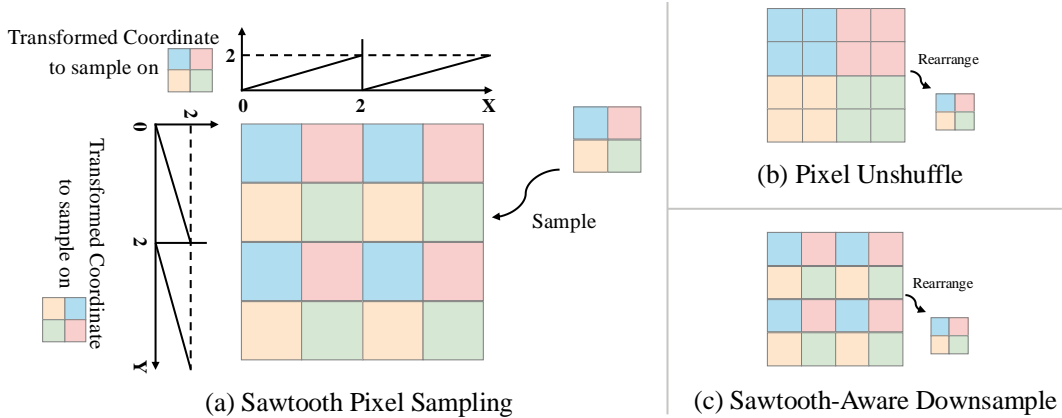 Transformed Coordinate
to sample on
2
0
2
X
2
0
Transformed Coordinate
to sample on
2
Y
Sample
(a) Sawtooth Pixel Sampling
Rearrange
(b) Pixel Unshuffle
Rearrange
(c) Sawtooth-Aware Downsample